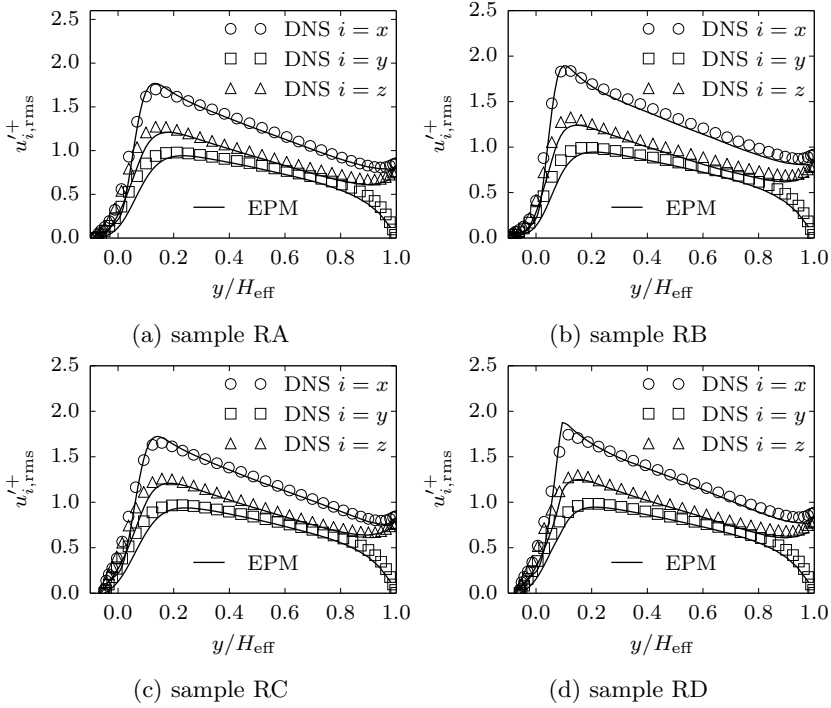 2.5
2.0
1.5
1.0
0.5
0.0
u′⁺i,rms
DNS i = x
DNS i = y
DNS i = z
EPM
0.0 0.2 0.4 0.6 0.8 1.0
y/Heff
(a) sample RA
2.5
2.0
1.5
1.0
0.5
0.0
u′⁺i,rms
DNS i = x
DNS i = y
DNS i = z
EPM
0.0 0.2 0.4 0.6 0.8 1.0
y/Heff
(b) sample RB
2.5
2.0
1.5
1.0
0.5
0.0
u′⁺i,rms
DNS i = x
DNS i = y
DNS i = z
EPM
0.0 0.2 0.4 0.6 0.8 1.0
y/Heff
(c) sample RC
2.5
2.0
1.5
1.0
0.5
0.0
u′⁺i,rms
DNS i = x
DNS i = y
DNS i = z
EPM
0.0 0.2 0.4 0.6 0.8 1.0
y/Heff
(d) sample RD